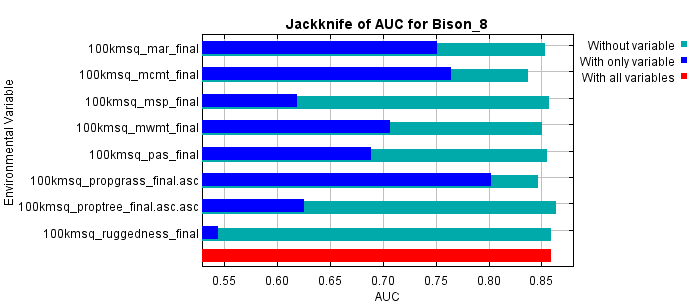 Jackknife of AUC for Bison_8
Environmental Variable
100kmsq_mar_final
100kmsq_mcmt_final
100kmsq_msp_final
100kmsq_mwmt_final
100kmsq_pas_final
100kmsq_propgrass_final.asc
100kmsq_proptree_final.asc.asc
100kmsq_ruggedness_final
0.55 0.60 0.65 0.70 0.75 0.80 0.85
AUC
Without variable
With only variable
With all variables